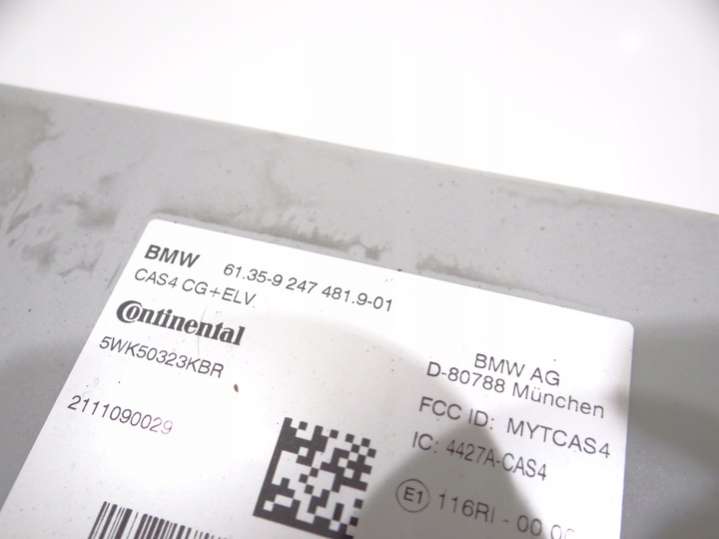 BMW 61.35-9 247 481.9-01
CAS4 CG+ELV
Continental
5WK50323KBR
2111090029
BMW AG
D-80788 München
FCC ID: MYTCAS4
IC: 4427A-CAS4
E1 116RI - 00